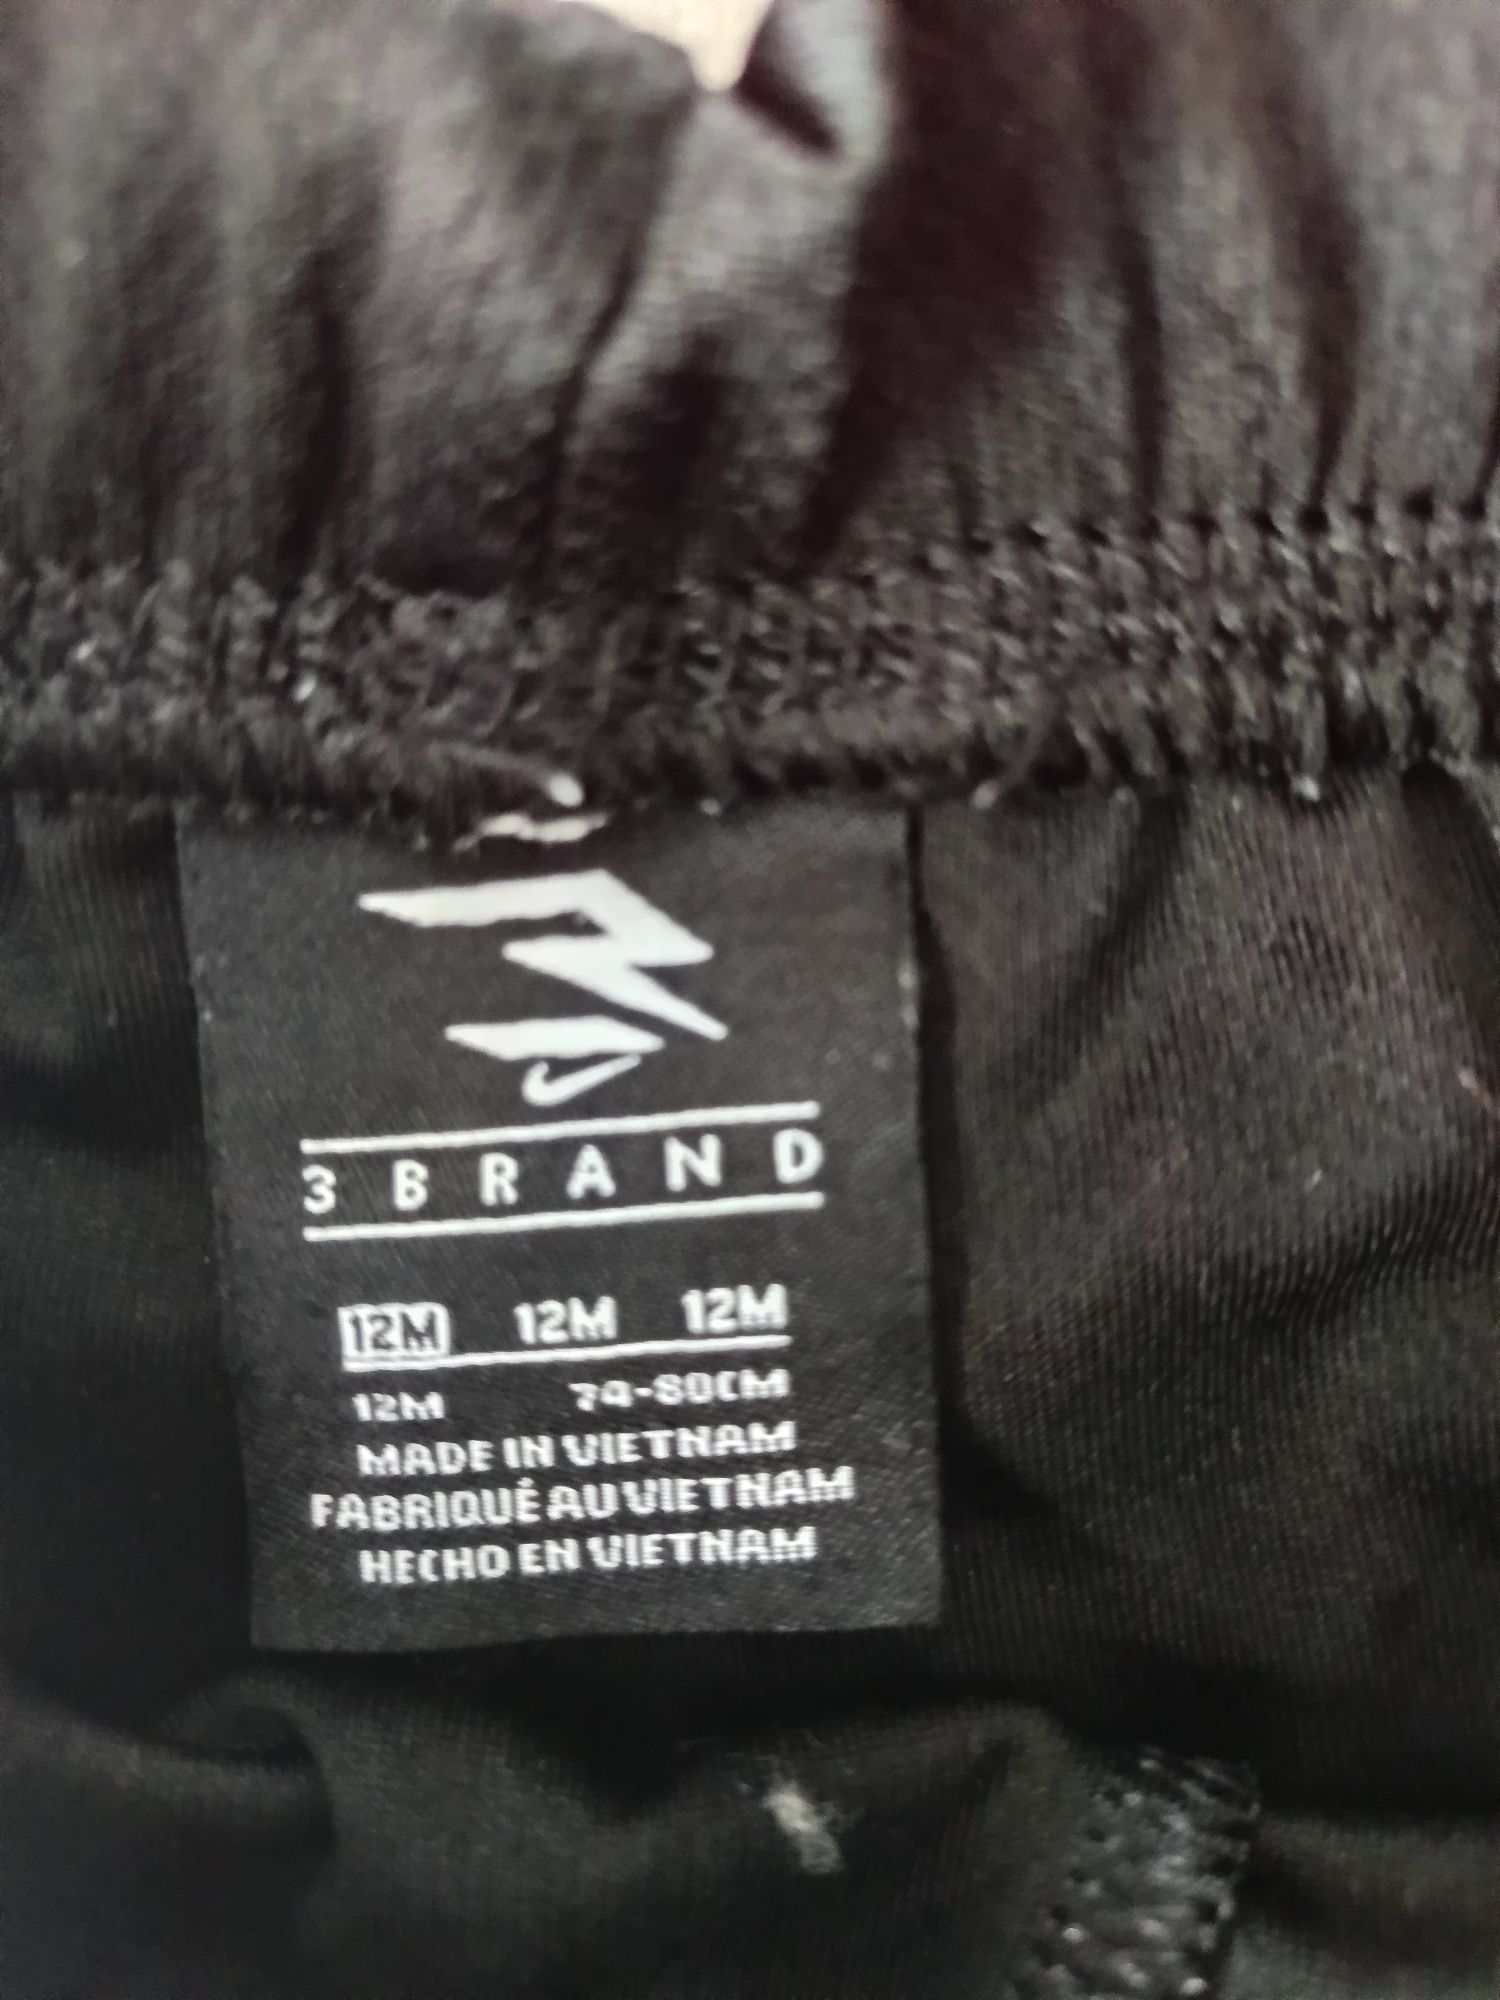 3 BRAND
12M 12M 12M
12M 74-80CM
MADE IN VIETNAM
FABRIQUÉ AU VIETNAM
HECHO EN VIETNAM